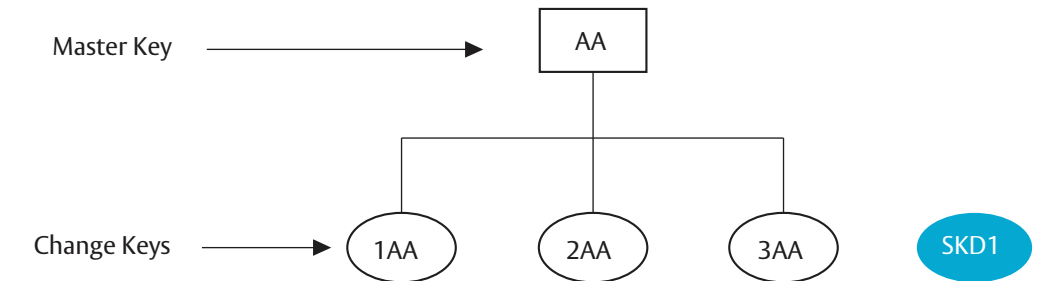 Master Key
AA
Change Keys
1AA
2AA
3AA
SKD1